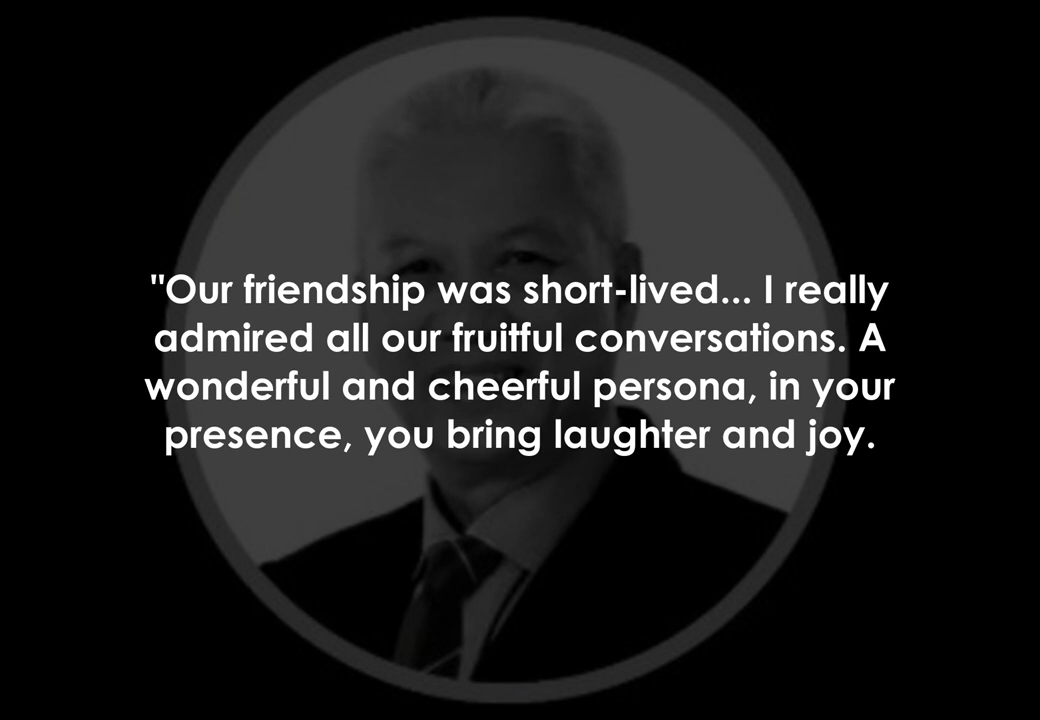 "Our friendship was short-lived... I really
admired all our fruitful conversations. A
wonderful and cheerful persona, in your
presence, you bring laughter and joy.